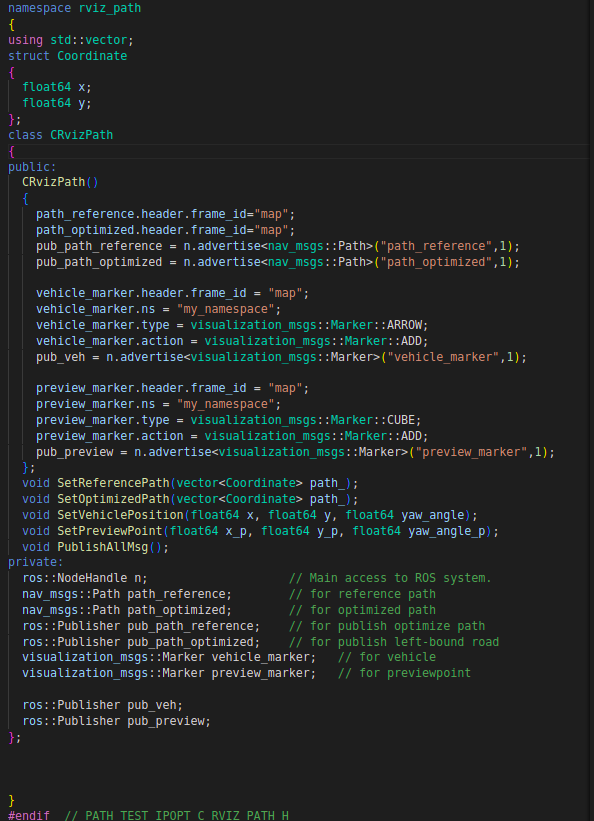 namespace rviz_path
{
using std::vector;
struct Coordinate
{
  float64 x;
  float64 y;
};
class CRvizPath
{
public:
  CRvizPath()
  {
    path_reference.header.frame_id="map";
    path_optimized.header.frame_id="map";
    pub_path_reference = n.advertise<nav_msgs::Path>("path_reference",1);
    pub_path_optimized = n.advertise<nav_msgs::Path>("path_optimized",1);

    vehicle_marker.header.frame_id = "map";
    vehicle_marker.ns = "my_namespace";
    vehicle_marker.type = visualization_msgs::Marker::ARROW;
    vehicle_marker.action = visualization_msgs::Marker::ADD;
    pub_veh = n.advertise<visualization_msgs::Marker>("vehicle_marker",1);

    preview_marker.header.frame_id = "map";
    preview_marker.ns = "my_namespace";
    preview_marker.type = visualization_msgs::Marker::CUBE;
    preview_marker.action = visualization_msgs::Marker::ADD;
    pub_preview = n.advertise<visualization_msgs::Marker>("preview_marker",1);
  };
  void SetReferencePath(vector<Coordinate> path_);
  void SetOptimizedPath(vector<Coordinate> path_);
  void SetVehiclePosition(float64 x, float64 y, float64 yaw_angle);
  void SetPreviewPoint(float64 x_p, float64 y_p, float64 yaw_angle_p);
  void PublishAllMsg();
private:
  ros::NodeHandle n;                    // Main access to ROS system.
  nav_msgs::Path path_reference;        // for reference path
  nav_msgs::Path path_optimized;        // for optimized path
  ros::Publisher pub_path_reference;    // for publish optimize path
  ros::Publisher pub_path_optimized;    // for publish left-bound road
  visualization_msgs::Marker vehicle_marker;   // for vehicle
  visualization_msgs::Marker preview_marker;   // for previewpoint

  ros::Publisher pub_veh;
  ros::Publisher pub_preview;
};

}
#endif  // PATH_TEST_IPOPT_C_RVIZ_PATH_H